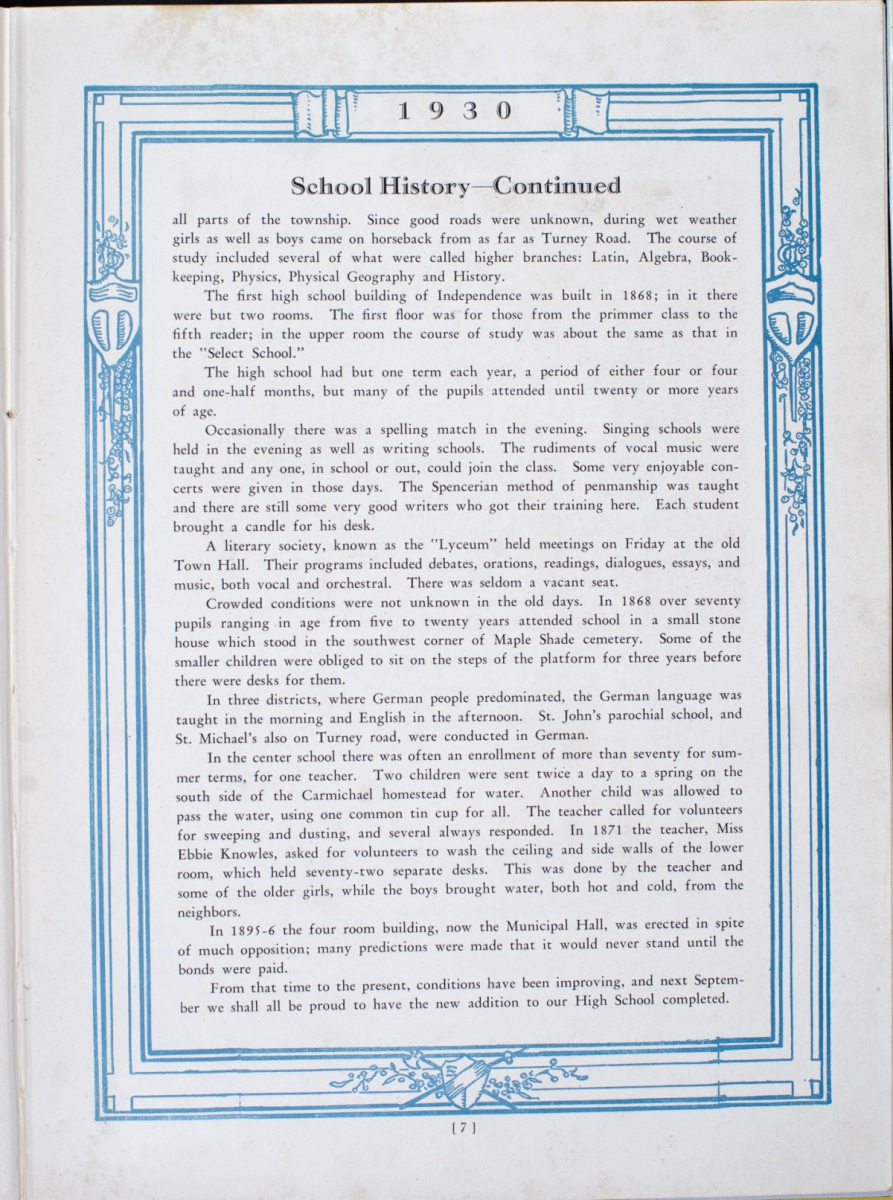 1930
School History—Continued
all parts of the township. Since good roads were unknown, during wet weather
girls as well as boys came on horseback from as far as Turney Road. The course of
study included several of what were called higher branches: Latin, Algebra, Book-
keeping, Physics, Physical Geography and History.
The first high school building of Independence was built in 1868; in it there
were but two rooms. The first floor was for those from the primmer class to the
fifth reader; in the upper room the course of study was about the same as that in
the "Select School."
The high school had but one term each year, a period of either four or four
and one-half months, but many of the pupils attended until twenty or more years
of age.
Occasionally there was a spelling match in the evening. Singing schools were
held in the evening as well as writing schools. The rudiments of vocal music were
taught and any one, in school or out, could join the class. Some very enjoyable con-
certs were given in those days. The Spencerian method of penmanship was taught
and there are still some very good writers who got their training here. Each student
brought a candle for his desk.
A literary society, known as the "Lyceum" held meetings on Friday at the old
Town Hall. Their programs included debates, orations, readings, dialogues, essays, and
music, both vocal and orchestral. There was seldom a vacant seat.
Crowded conditions were not unknown in the old days. In 1868 over seventy
pupils ranging in age from five to twenty years attended school in a small stone
house which stood in the southwest corner of Maple Shade cemetery. Some of the
smaller children were obliged to sit on the steps of the platform for three years before
there were desks for them.
In three districts, where German people predominated, the German language was
taught in the morning and English in the afternoon. St. John's parochial school, and
St. Michael's also on Turney road, were conducted in German.
In the center school there was often an enrollment of more than seventy for sum-
mer terms, for one teacher. Two children were sent twice a day to a spring on the
south side of the Carmichael homestead for water. Another child was allowed to
pass the water, using one common tin cup for all. The teacher called for volunteers
for sweeping and dusting, and several always responded. In 1871 the teacher, Miss
Ebbie Knowles, asked for volunteers to wash the ceiling and side walls of the lower
room, which held seventy-two separate desks. This was done by the teacher and
some of the older girls, while the boys brought water, both hot and cold, from the
neighbors.
In 1895-6 the four room building, now the Municipal Hall, was erected in spite
of much opposition; many predictions were made that it would never stand until the
bonds were paid.
From that time to the present, conditions have been improving, and next Septem-
ber we shall all be proud to have the new addition to our High School completed.
[7]